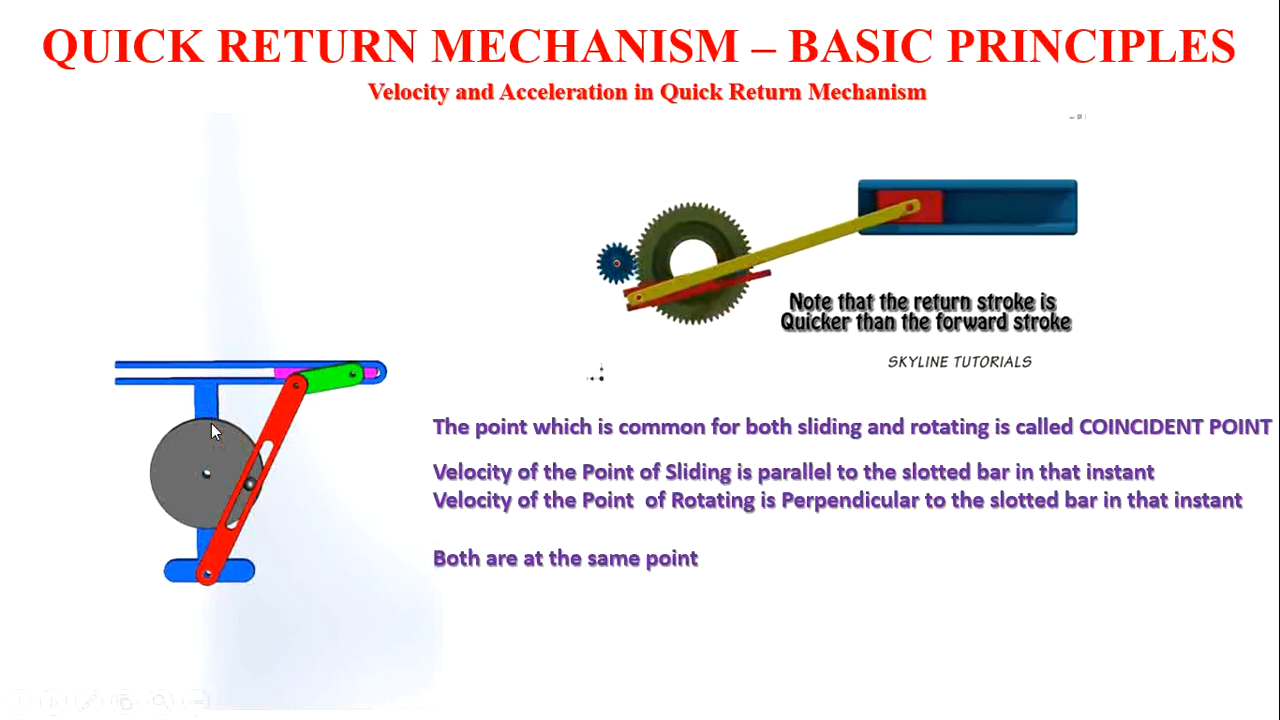 QUICK RETURN MECHANISM – BASIC PRINCIPLES
Velocity and Acceleration in Quick Return Mechanism
Note that the return stroke is
Quicker than the forward stroke
SKYLINE TUTORIALS
The point which is common for both sliding and rotating is called COINCIDENT POINT
Velocity of the Point of Sliding is parallel to the slotted bar in that instant
Velocity of the Point of Rotating is Perpendicular to the slotted bar in that instant
Both are at the same point